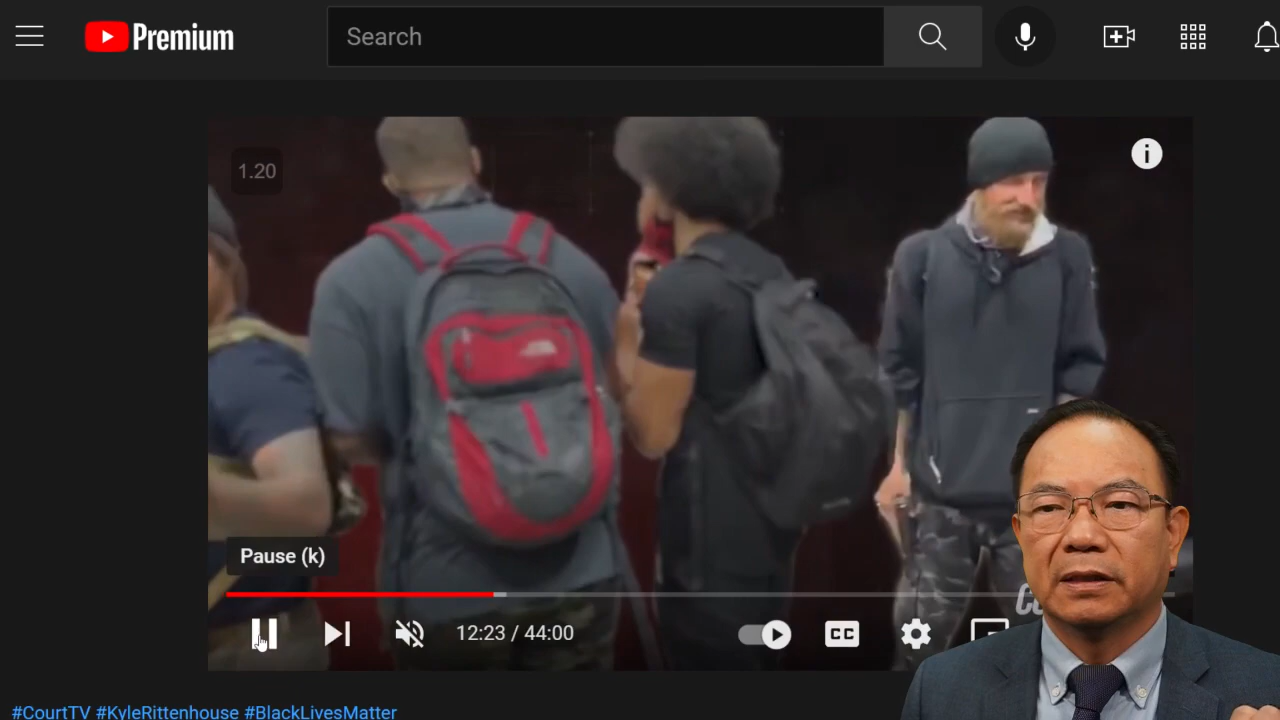 Premium
Search
1.20
i
Pause (k)
12:23 / 44:00
CC
#CourtTV #KyleRittenhouse #BlackLivesMatter